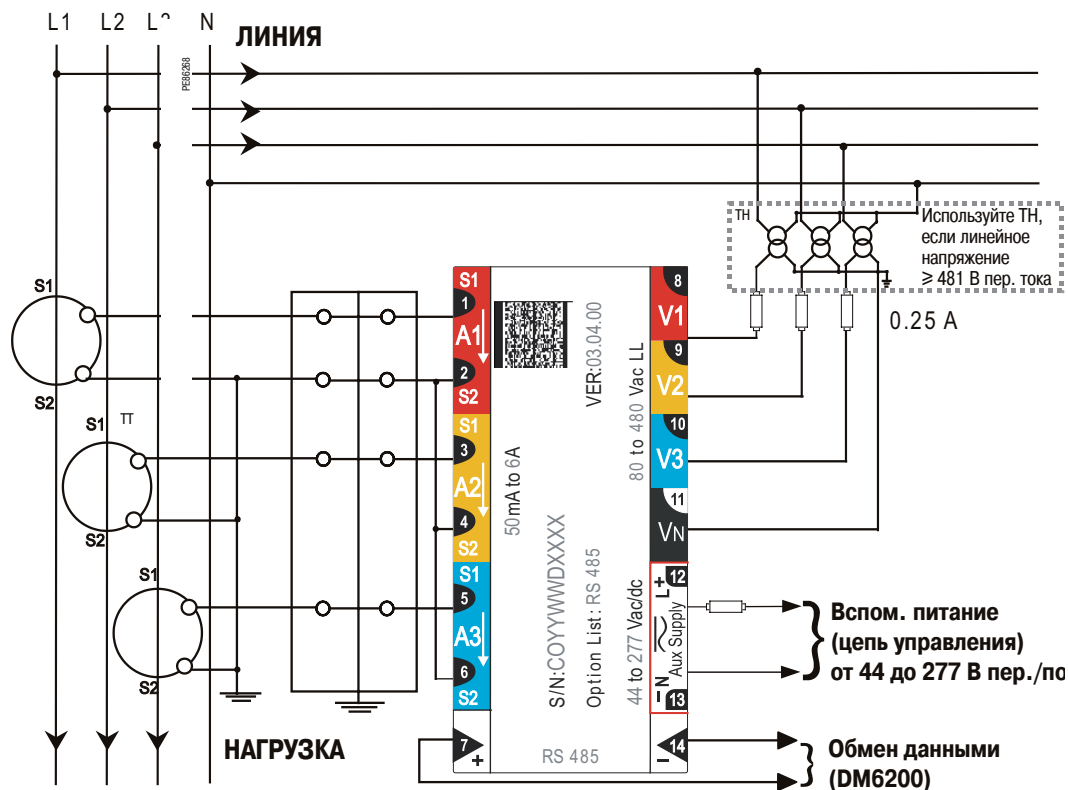 L1 L2 L3 N
ЛИНИЯ
PE86268
ТН
Используйте ТН,
если линейное
напряжение
≥ 481 В пер. тока
0.25 A
S1
S2
S1
ТТ
S2
S1
S2
НАГРУЗКА
S1
1
A1
2
S2
S1
3
A2
4
S2
S1
5
A3
6
S2
7
+
50mA to 6A
VER:03.04.00
S/N:COYYWWDXXXX
Option List: RS 485
80 to 480 Vac LL
44 to 277 Vac/dc
RS 485
8
V1
9
V2
10
V3
11
VN
12
L+
Aux Supply
N
–
13
14
–
Вспом. питание
(цепь управления)
от 44 до 277 В пер./по
Обмен данными
(DM6200)